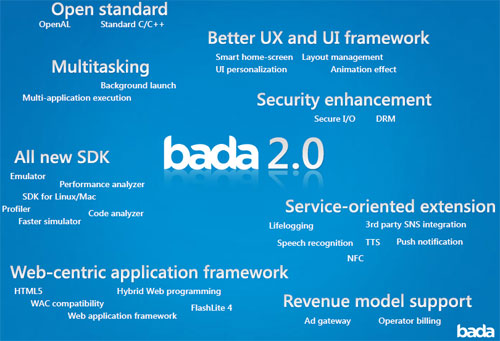 Open standard
OpenAL Standard C/C++
Better UX and UI framework
Smart home-screen Layout management
UI personalization Animation effect
Multitasking
Background launch
Multi-application execution
Security enhancement
Secure I/O DRM
bada 2.0
All new SDK
Emulator
Performance analyzer
SDK for Linux/Mac
Profiler
Code analyzer
Faster simulator
Service-oriented extension
Lifelogging 3rd party SNS integration
Speech recognition TTS Push notification
NFC
Web-centric application framework
HTML5 Hybrid Web programming
WAC compatibility FlashLite 4
Web application framework
Revenue model support
Ad gateway Operator billing
bada